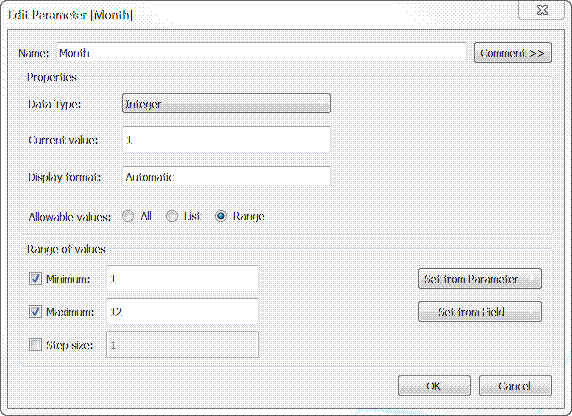 Edit Parameter [Month]
Name: Month Comment >>
Properties
Data Type: Integer
Current value: 1
Display format: Automatic
Allowable values: All List Range
Range of values
Minimum: 1 Set from Parameter
Maximum: 12 Set from Field
Step size: 1
OK Cancel